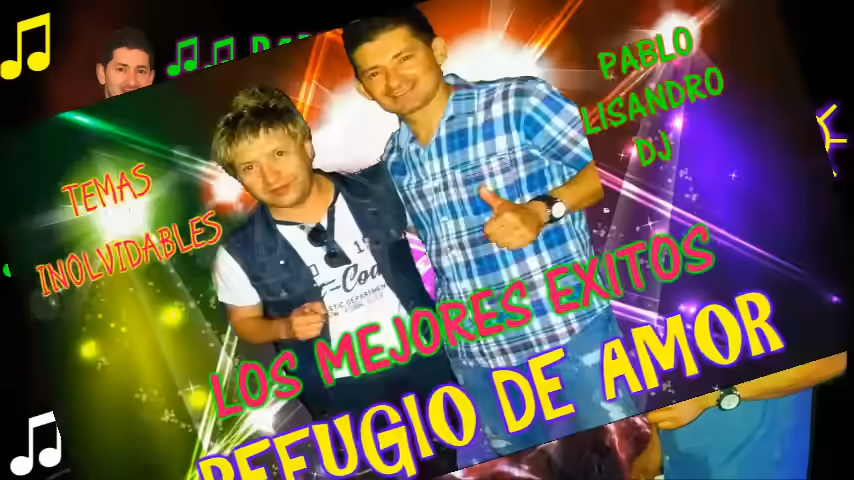 PABLO
LISANDRO
DJ
TEMAS
INOLVIDABLES
LOS MEJORES EXITOS
REFUGIO DE AMOR